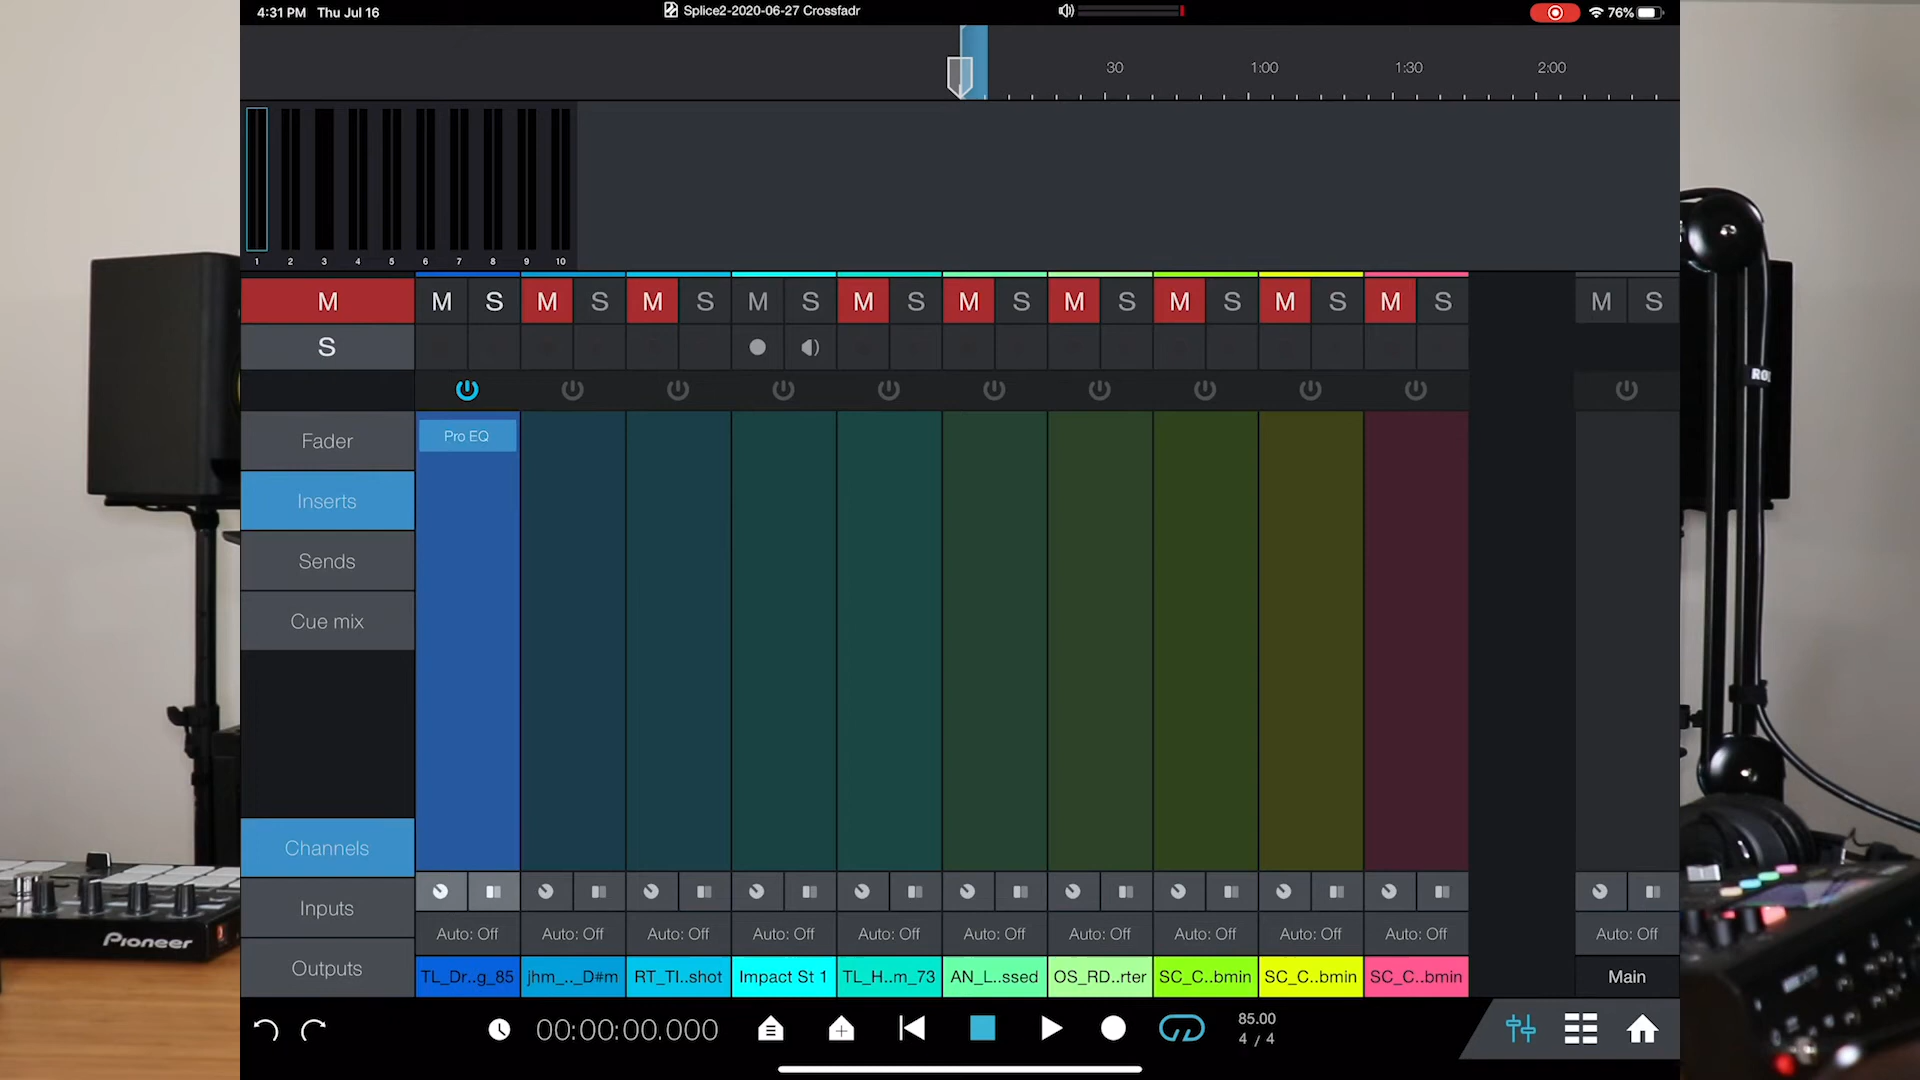 4:31 PM Thu Jul 16
Splice2-2020-06-27 Crossfadr
76%
30 1:00 1:30 2:00
1 2 3 4 5 6 7 8 9 10
M M S M S M S M S M S M S M S M S M S M S M S
S
Fader
Pro EQ
Inserts
Sends
Cue mix
Channels
Inputs
Outputs
Auto: Off Auto: Off Auto: Off Auto: Off Auto: Off Auto: Off Auto: Off Auto: Off Auto: Off Auto: Off Auto: Off
TL_Dr..g_85 jhm_.._D#m RT_TI..shot Impact St 1 TL_H..m_73 AN_L..ssed OS_RD..rter SC_C..bmin SC_C..bmin SC_C..bmin Main
00:00:00.000
85.00
4 / 4
Pioneer